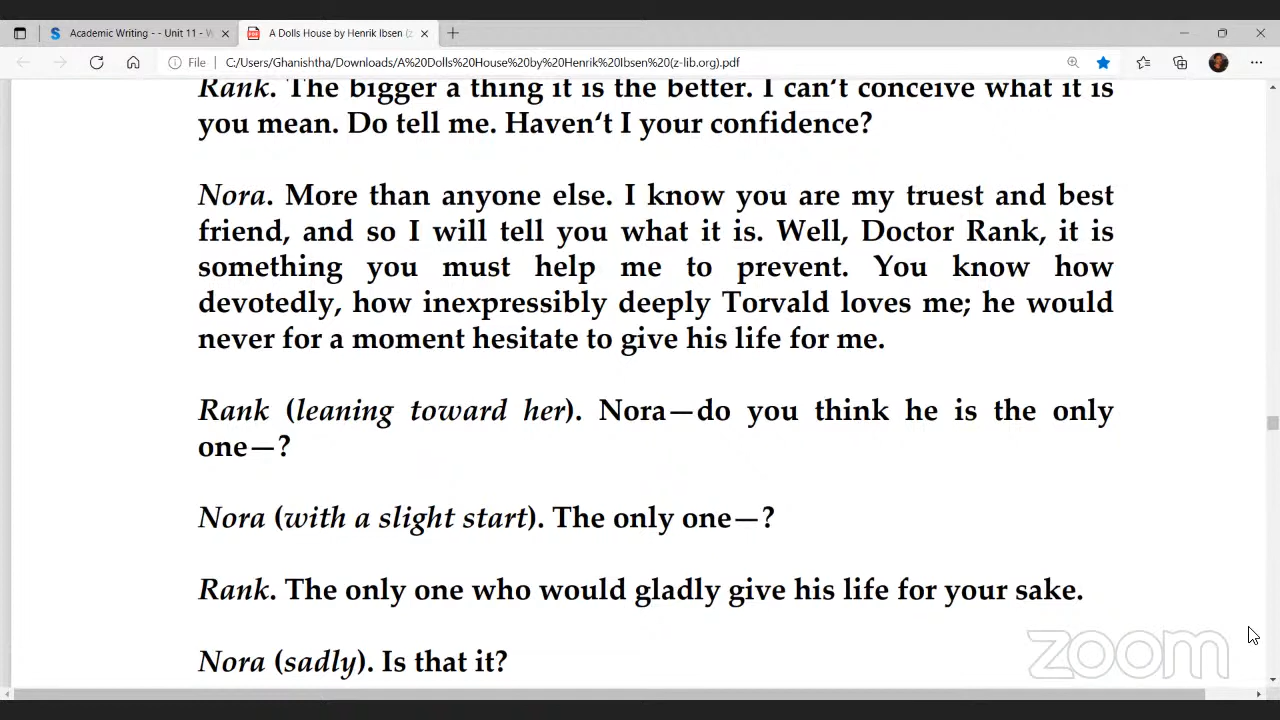 Academic Writing - - Unit 11 - W
A Dolls House by Henrik Ibsen (z
File
C:/Users/Ghanishtha/Downloads/A%20Dolls%20House%20by%20Henrik%20Ibsen%20(z-lib.org).pdf
Rank. The bigger a thing it is the better. I can't conceive what it is
you mean. Do tell me. Haven‘t I your confidence?
Nora. More than anyone else. I know you are my truest and best
friend, and so I will tell you what it is. Well, Doctor Rank, it is
something you must help me to prevent. You know how
devotedly, how inexpressibly deeply Torvald loves me; he would
never for a moment hesitate to give his life for me.
Rank (leaning toward her). Nora—do you think he is the only
one—?
Nora (with a slight start). The only one—?
Rank. The only one who would gladly give his life for your sake.
Nora (sadly). Is that it?
zoom